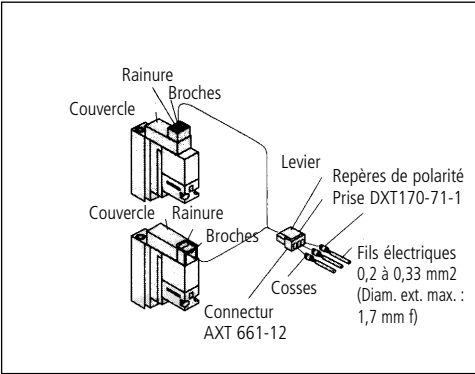 Rainure
Broches
Couvercle
Levier
Repères de polarité
Prise DXT170-71-1
Couvercle Rainure
Broches
Fils électriques
0,2 à 0,33 mm2
(Diam. ext. max. :
1,7 mm f)
Cosses
Connectur
AXT 661-12